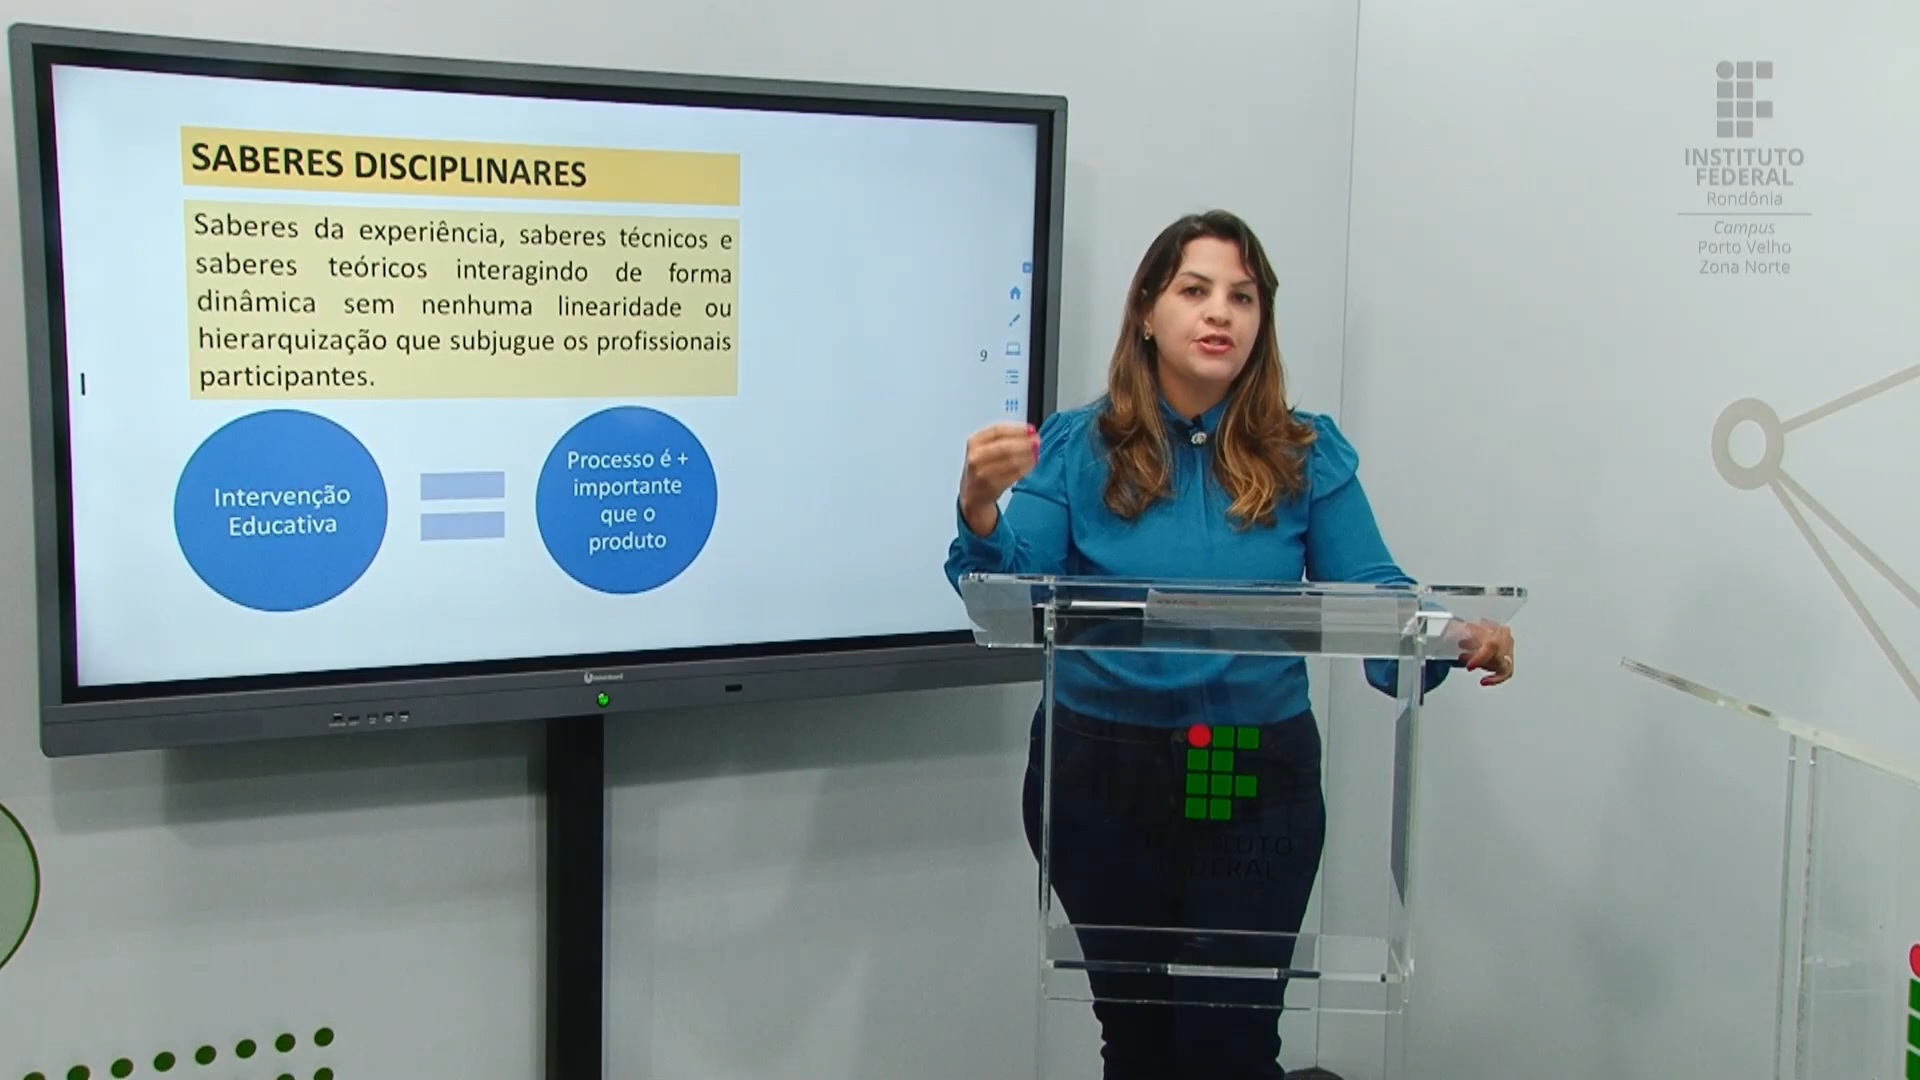 SABERES DISCIPLINARES
Saberes da experiência, saberes técnicos e
saberes teóricos interagindo de forma
dinâmica sem nenhuma linearidade ou
hierarquização que subjugue os profissionais
participantes.
Intervenção
Educativa
Processo é +
importante
que o
produto
9
INSTITUTO
FEDERAL
Rondônia
Campus
Porto Velho
Zona Norte
INSTITUTO
FEDERAL